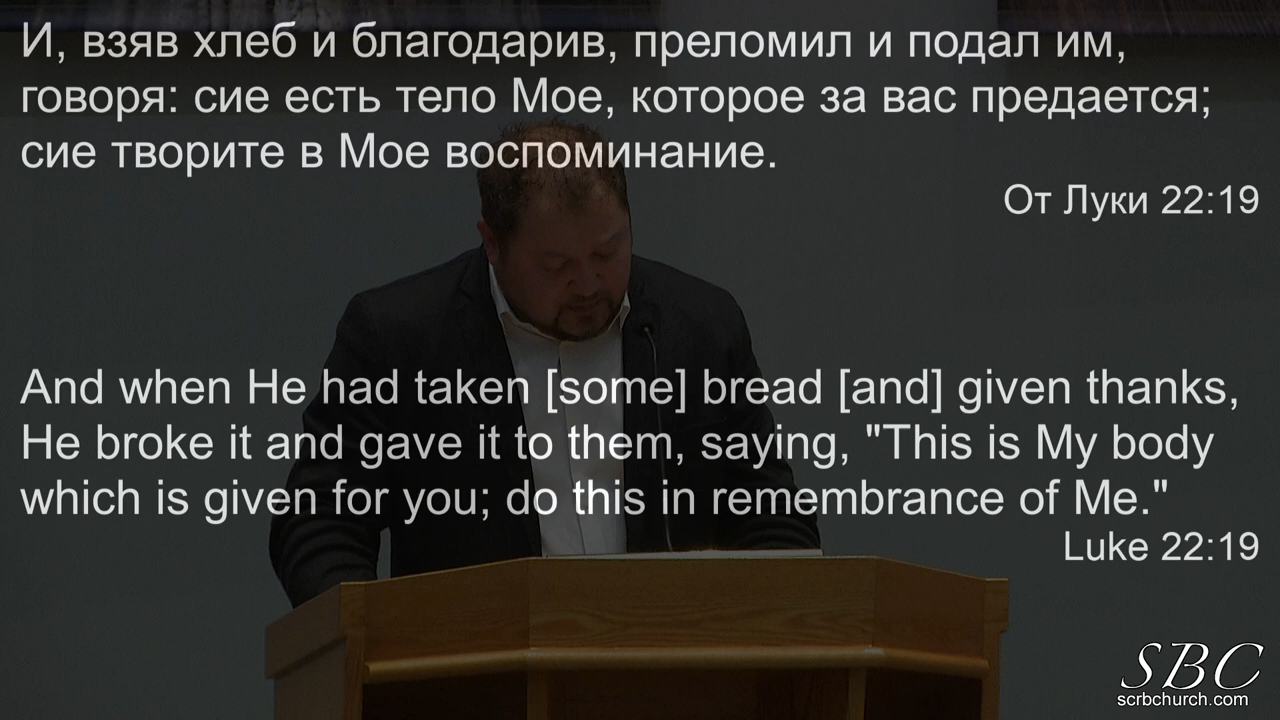 И, взяв хлеб и благодарив, преломил и подал им,
говоря: сие есть тело Мое, которое за вас предается;
сие творите в Мое воспоминание.
От Луки 22:19
And when He had taken [some] bread [and] given thanks,
He broke it and gave it to them, saying, "This is My body
which is given for you; do this in remembrance of Me."
Luke 22:19
SBC
scrbchurch.com